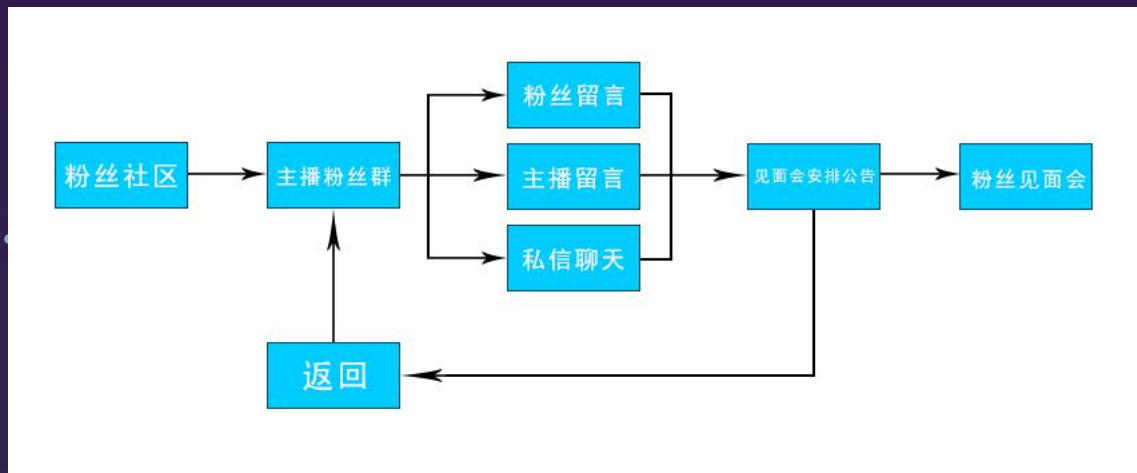 粉丝社区
主播粉丝群
粉丝留言
主播留言
私信聊天
见面会安排公告
粉丝见面会
返回